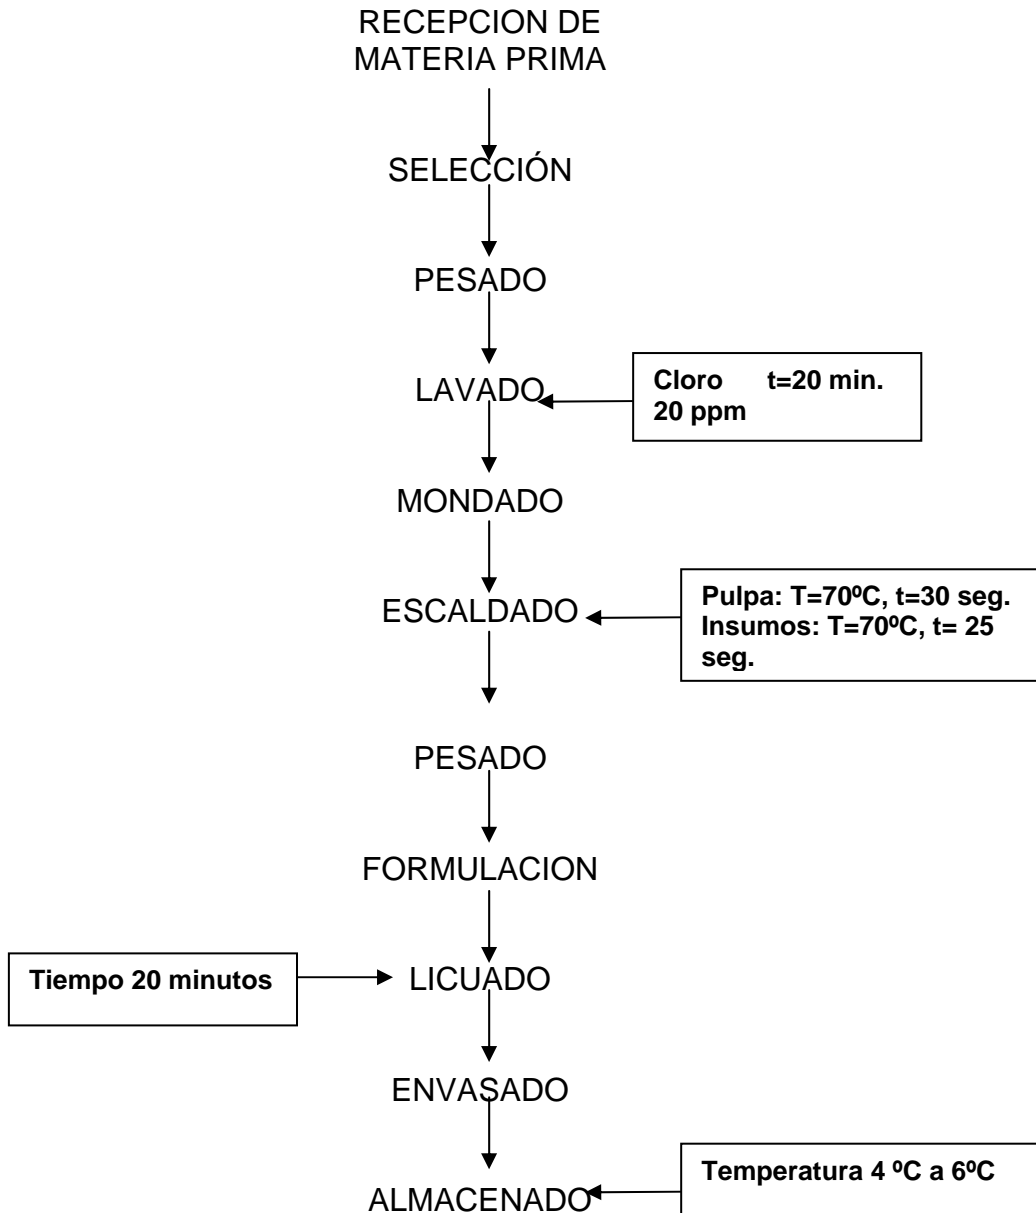 RECEPCION DE
MATERIA PRIMA
SELECCIÓN
PESADO
LAVADO
Cloro t=20 min.
20 ppm
MONDADO
ESCALDADO
Pulpa: T=70ºC, t=30 seg.
Insumos: T=70ºC, t= 25
seg.
PESADO
FORMULACION
Tiempo 20 minutos
LICUADO
ENVASADO
Temperatura 4 ºC a 6ºC
ALMACENADO